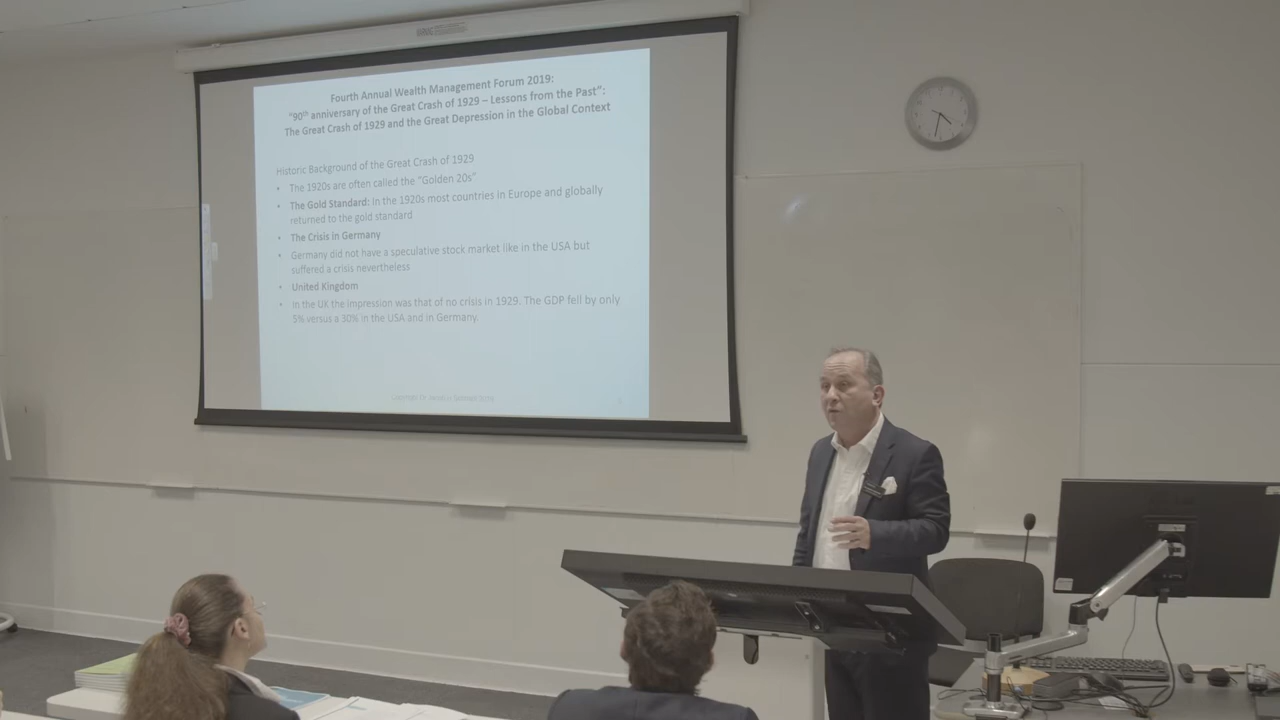 Fourth Annual Wealth Management Forum 2019:
"90th anniversary of the Great Crash of 1929 – Lessons from the Past":
The Great Crash of 1929 and the Great Depression in the Global Context
Historic Background of the Great Crash of 1929
• The 1920s are often called the "Golden 20s"
• The Gold Standard: In the 1920s most countries in Europe and globally
returned to the gold standard
• The Crisis in Germany
• Germany did not have a speculative stock market like in the USA but
suffered a crisis nevertheless
• United Kingdom
• In the UK the impression was that of no crisis in 1929. The GDP fell by only
5% versus a 30% in the USA and in Germany.